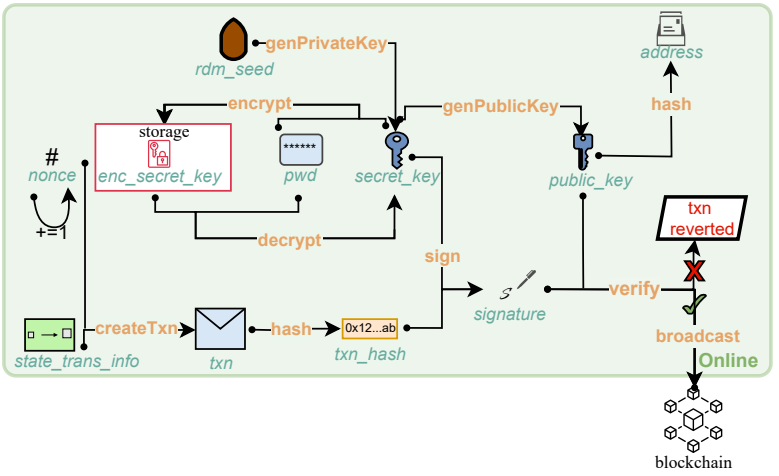 genPrivateKey
rdm_seed
address
encrypt
genPublicKey
hash
storage
enc_secret_key
******
pwd
secret_key
public_key
#
nonce
+=1
decrypt
sign
txn
reverted
signature
verify
createTxn
hash
0x12...ab
state_trans_info
txn
txn_hash
broadcast
Online
blockchain